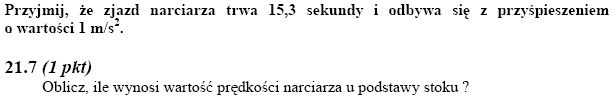 Przyjmij, że zjazd narciarza trwa 15,3 sekundy i odbywa się z przyśpieszeniem
o wartości 1 m/s².
21.7 (1 pkt)
Oblicz, ile wynosi wartość prędkości narciarza u podstawy stoku ?